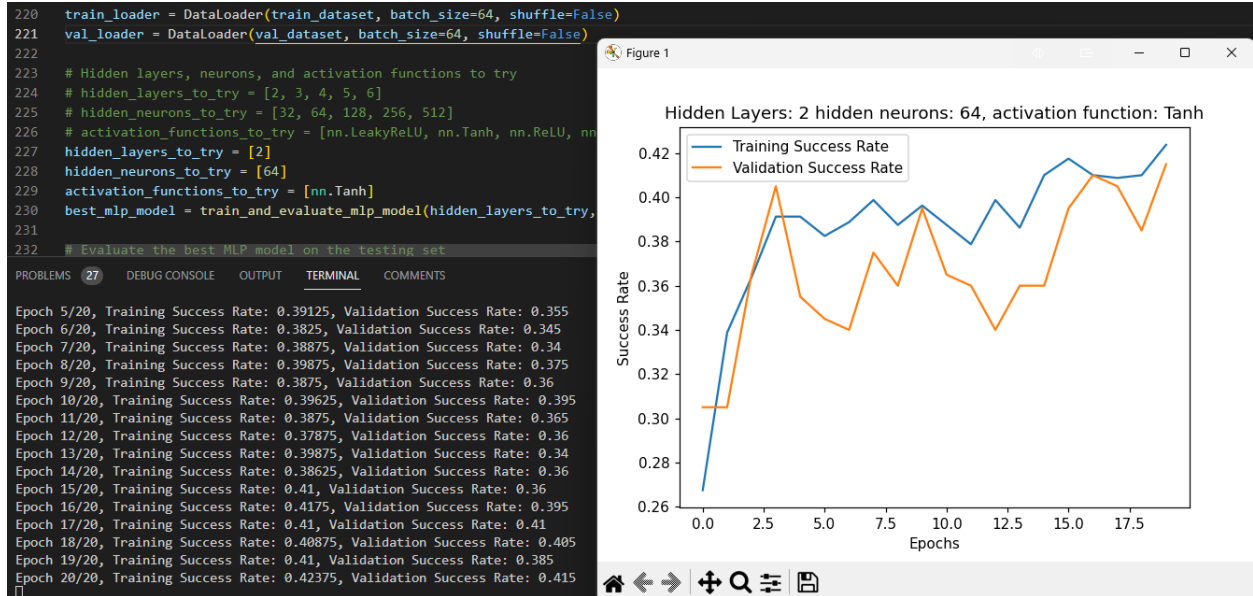 220 train_loader = DataLoader(train_dataset, batch_size=64, shuffle=False)
221 val_loader = DataLoader(val_dataset, batch_size=64, shuffle=False)
222
223 # Hidden layers, neurons, and activation functions to try
224 # hidden_layers_to_try = [2, 3, 4, 5, 6]
225 # hidden_neurons_to_try = [32, 64, 128, 256, 512]
226 # activation_functions_to_try = [nn.LeakyReLU, nn.Tanh, nn.ReLU, nn
227 hidden_layers_to_try = [2]
228 hidden_neurons_to_try = [64]
229 activation_functions_to_try = [nn.Tanh]
230 best_mlp_model = train_and_evaluate_mlp_model(hidden_layers_to_try,
231
232 # Evaluate the best MLP model on the testing set
PROBLEMS 27 DEBUG CONSOLE OUTPUT TERMINAL COMMENTS
Epoch 5/20, Training Success Rate: 0.39125, Validation Success Rate: 0.355
Epoch 6/20, Training Success Rate: 0.3825, Validation Success Rate: 0.345
Epoch 7/20, Training Success Rate: 0.38875, Validation Success Rate: 0.34
Epoch 8/20, Training Success Rate: 0.39875, Validation Success Rate: 0.375
Epoch 9/20, Training Success Rate: 0.3875, Validation Success Rate: 0.36
Epoch 10/20, Training Success Rate: 0.39625, Validation Success Rate: 0.395
Epoch 11/20, Training Success Rate: 0.3875, Validation Success Rate: 0.365
Epoch 12/20, Training Success Rate: 0.37875, Validation Success Rate: 0.36
Epoch 13/20, Training Success Rate: 0.39875, Validation Success Rate: 0.34
Epoch 14/20, Training Success Rate: 0.38625, Validation Success Rate: 0.36
Epoch 15/20, Training Success Rate: 0.41, Validation Success Rate: 0.36
Epoch 16/20, Training Success Rate: 0.4175, Validation Success Rate: 0.395
Epoch 17/20, Training Success Rate: 0.41, Validation Success Rate: 0.41
Epoch 18/20, Training Success Rate: 0.40875, Validation Success Rate: 0.405
Epoch 19/20, Training Success Rate: 0.41, Validation Success Rate: 0.385
Epoch 20/20, Training Success Rate: 0.42375, Validation Success Rate: 0.415
Figure 1
Hidden Layers: 2 hidden neurons: 64, activation function: Tanh
Training Success Rate
Validation Success Rate
Success Rate
0.42
0.40
0.38
0.36
0.34
0.32
0.30
0.28
0.26
0.0 2.5 5.0 7.5 10.0 12.5 15.0 17.5
Epochs